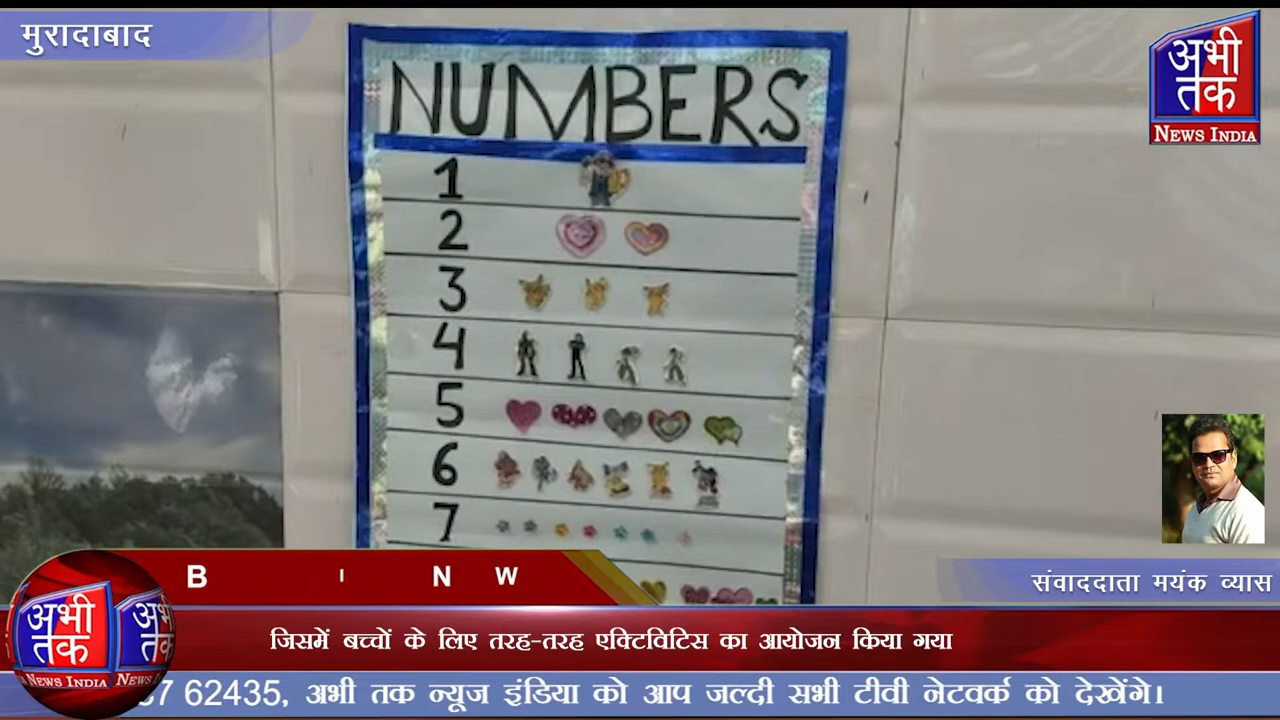 मुरादाबाद
अभी
तक
NEWS INDIA
NUMBERS
1
2
3
4
5
6
7
B I N W
संवाददाता मयंक व्यास
अभी
तक
NEWS INDIA
जिसमें बच्चों के लिए तरह-तरह एक्टिविटिस का आयोजन किया गया
62435, अभी तक न्यूज इंडिया को आप जल्दी सभी टीवी नेटवर्क को देखेंगे।